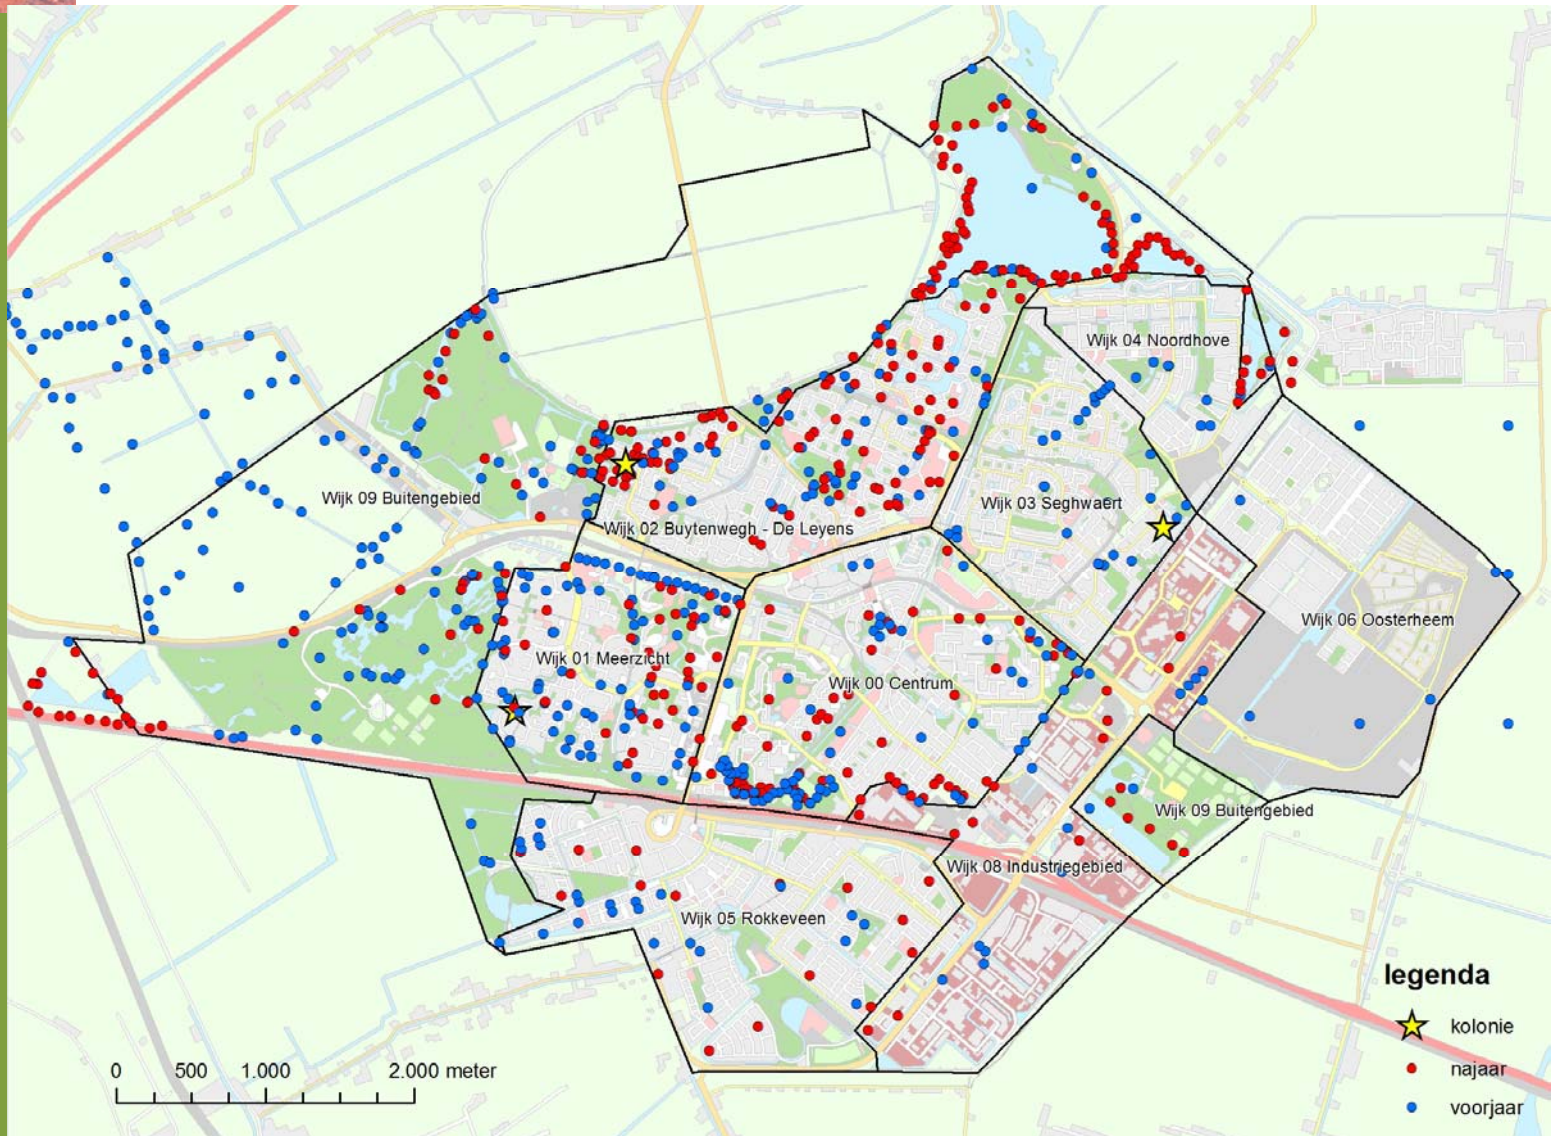 Wijk 04 Noordhove
Wijk 09 Buitengebied
Wijk 03 Seghwaert
Wijk 02 Buytenwegh - De Leyens
Wijk 06 Oosterheem
Wijk 01 Meerzicht
Wijk 00 Centrum
Wijk 09 Buitengebied
Wijk 08 Industriegebied
Wijk 05 Rokkeveen
legenda
kolonie
najaar
voorjaar
0 500 1.000 2.000 meter